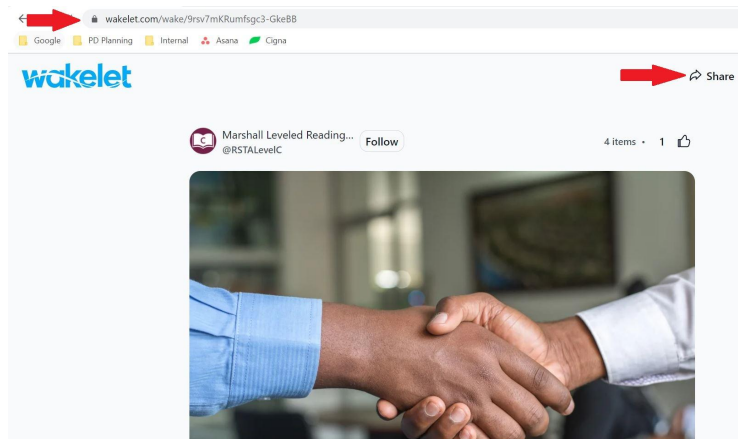 wakelet.com/wake/9rsv7mKRumfsgc3-GkeBB
Google PD Planning Internal Asana Cigna
wakelet
Share
Marshall Leveled Reading... Follow 4 items · 1
@RSTALevelC
C